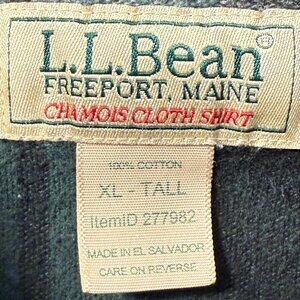 L.L.Bean®
FREEPORT, MAINE
CHAMOIS CLOTH SHIRT
100% COTTON
XL - TALL
ItemID 277982
MADE IN EL SALVADOR
CARE ON REVERSE